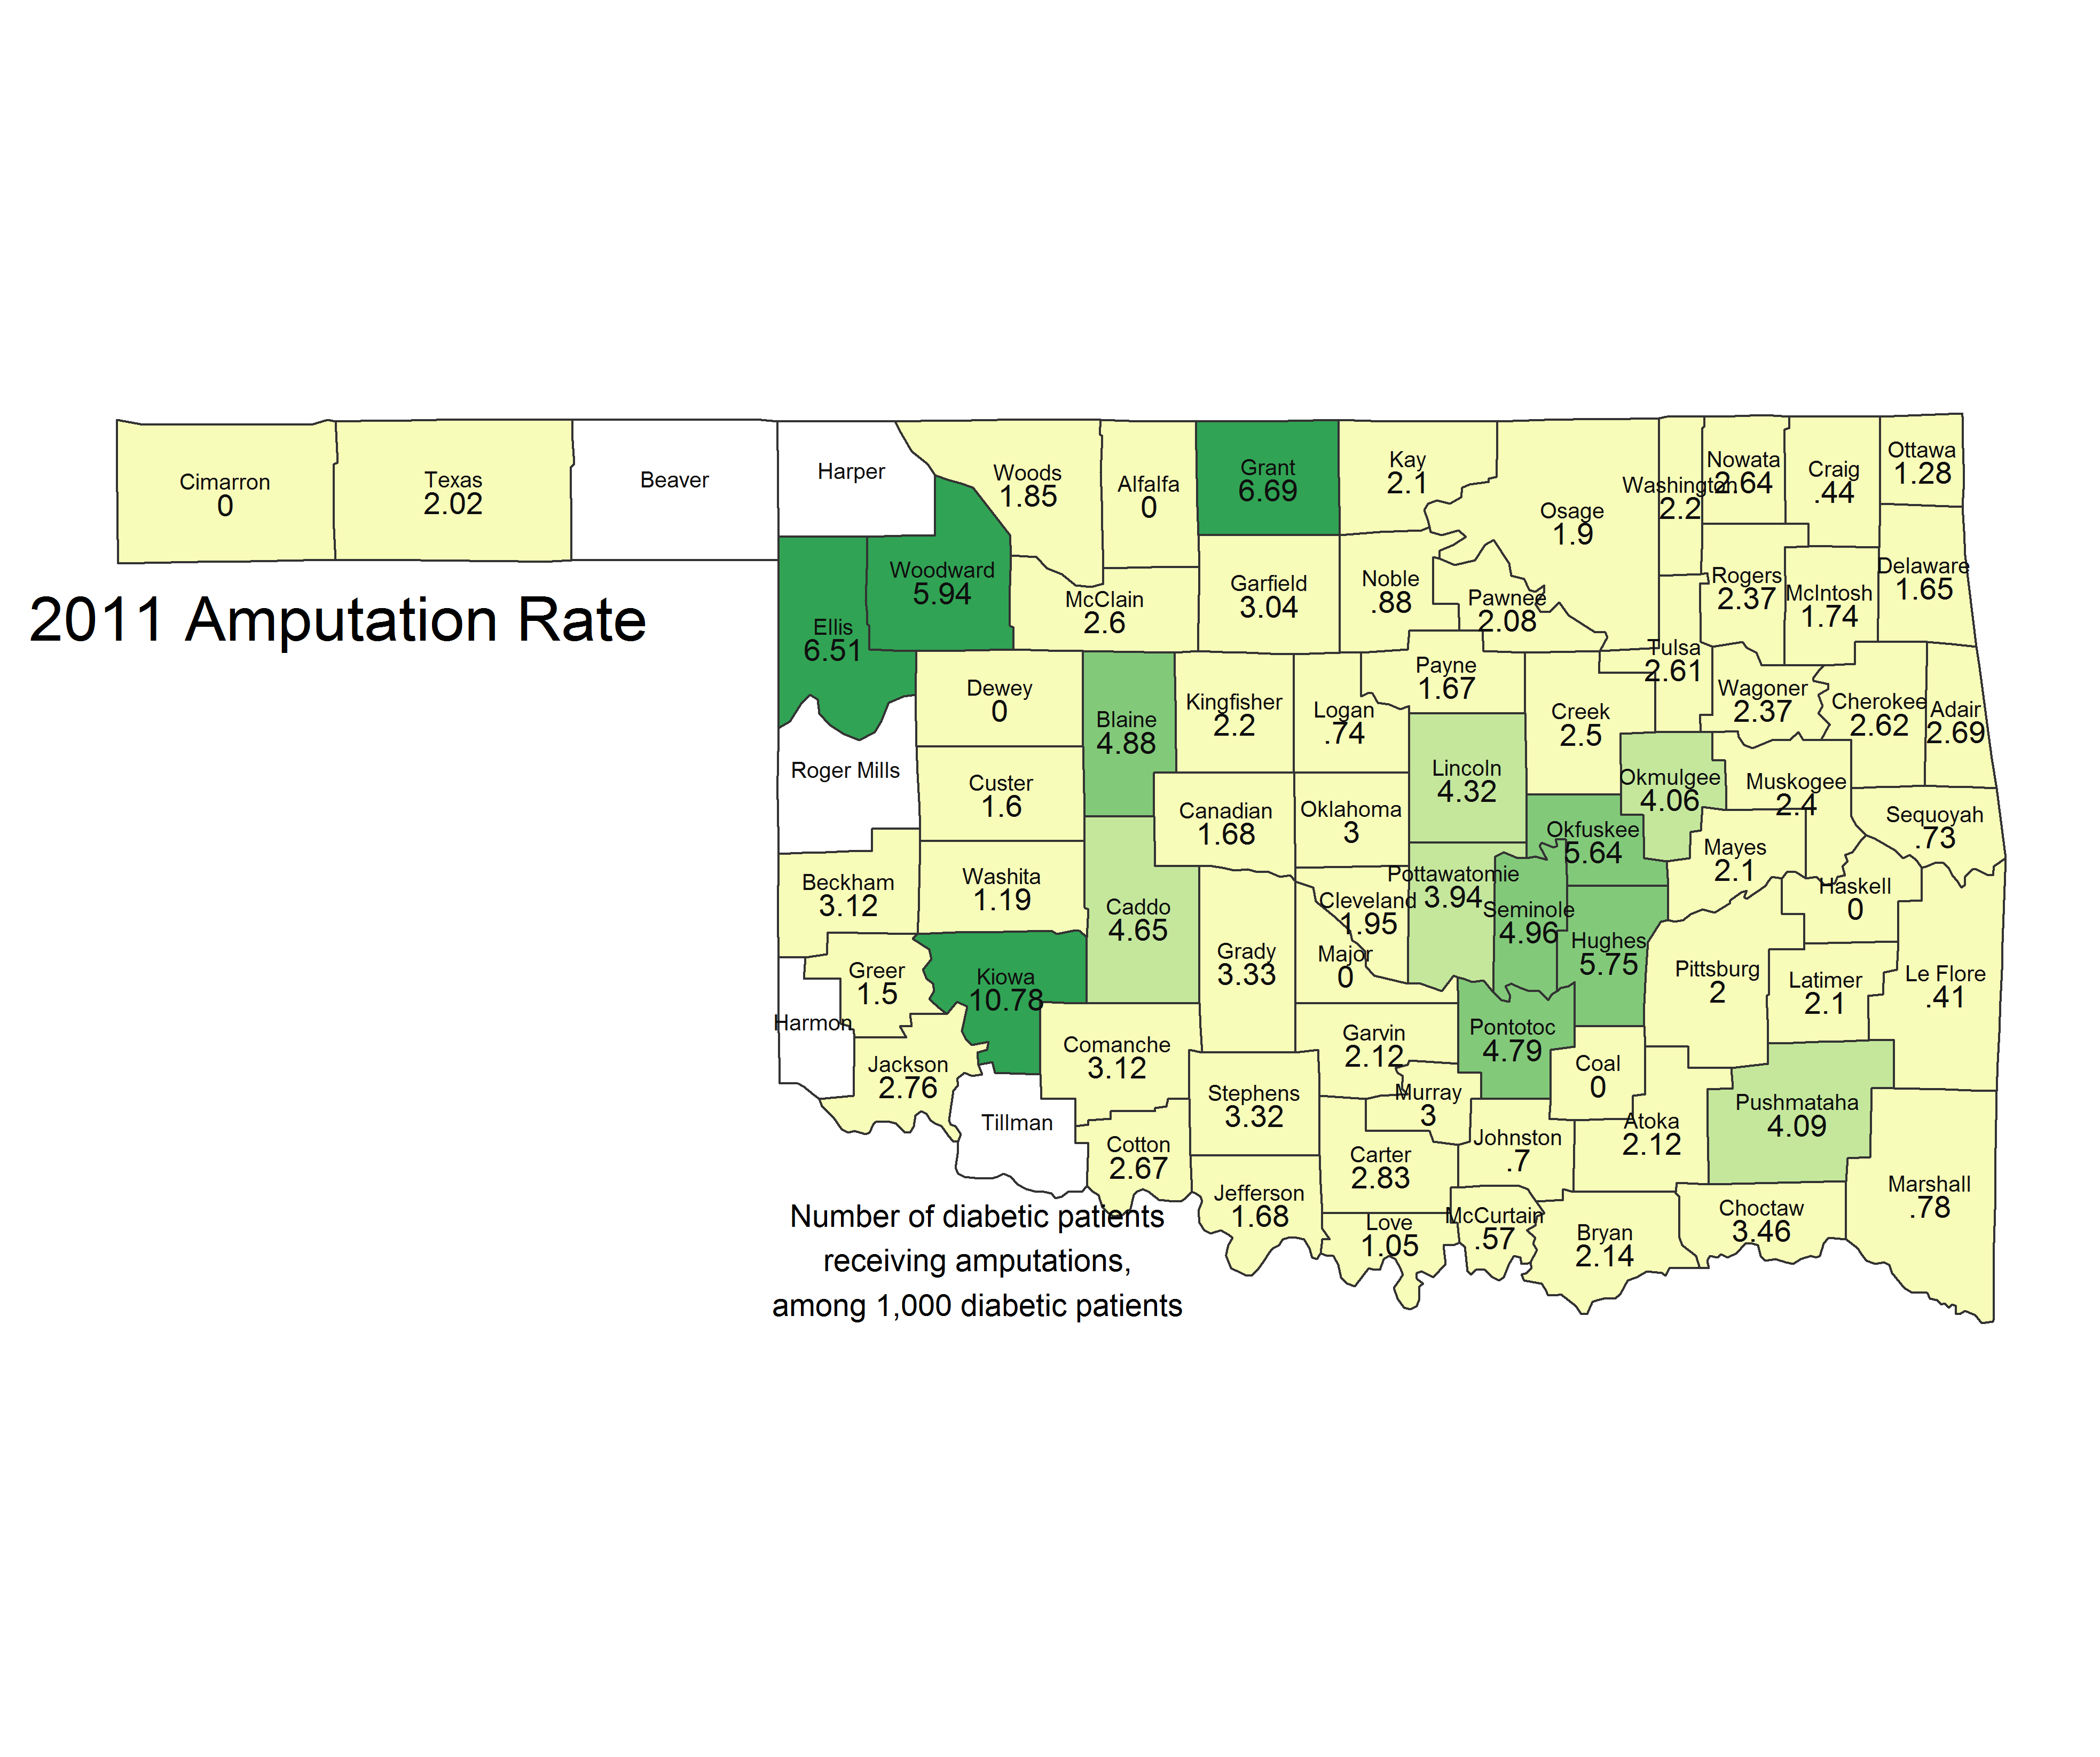 Cimarron
0
Texas
2.02
Beaver
Harper
Woods
1.85
Alfalfa
0
Grant
6.69
Kay
2.1
Osage
1.9
Washington
2.2
Nowata
2.64
Craig
.44
Ottawa
1.28
Delaware
1.65
2011 Amputation Rate
Ellis
6.51
Woodward
5.94
McClain
2.6
Garfield
3.04
Noble
.88
Pawnee
2.08
Rogers
2.37
McIntosh
1.74
Dewey
0
Blaine
4.88
Kingfisher
2.2
Logan
.74
Payne
1.67
Creek
2.5
Tulsa
2.61
Wagoner
2.37
Cherokee
2.62
Adair
2.69
Roger Mills
Custer
1.6
Canadian
1.68
Oklahoma
3
Lincoln
4.32
Okmulgee
4.06
Muskogee
2.4
Sequoyah
.73
Okfuskee
5.64
Mayes
2.1
Beckham
3.12
Washita
1.19
Caddo
4.65
Grady
3.33
Cleveland
1.95
Pottawatomie
3.94
Seminole
4.96
Hughes
5.75
Haskell
0
Major
0
Greer
1.5
Kiowa
10.78
Pittsburg
2
Latimer
2.1
Le Flore
.41
Harmon
Jackson
2.76
Comanche
3.12
Garvin
2.12
Pontotoc
4.79
Coal
0
Tillman
Stephens
3.32
Murray
3
Johnston
.7
Atoka
2.12
Pushmataha
4.09
Cotton
2.67
Carter
2.83
Jefferson
1.68
Love
1.05
McCurtain
.57
Bryan
2.14
Choctaw
3.46
Marshall
.78
Number of diabetic patients
receiving amputations,
among 1,000 diabetic patients